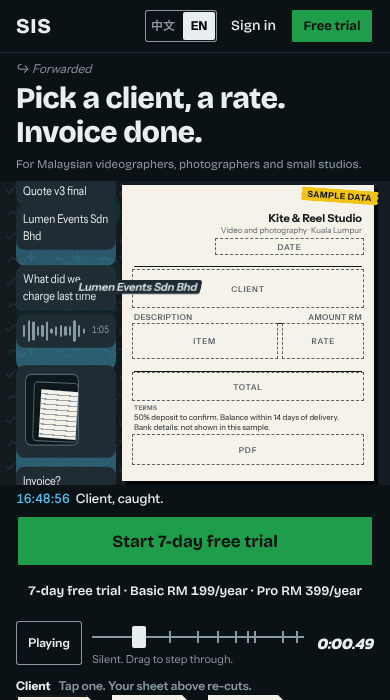 SIS
中文 EN Sign in Free trial
↪ Forwarded
Pick a client, a rate.
Invoice done.
For Malaysian videographers, photographers and small studios.
Quote v3 final
Lumen Events Sdn
Bhd
What did we
charge last time
Lumen Events Sdn Bhd
1:05
Invoice?
SAMPLE DATA
Kite & Reel Studio
Video and photography · Kuala Lumpur
DATE
CLIENT
DESCRIPTION AMOUNT RM
ITEM RATE
TOTAL
TERMS
50% deposit to confirm. Balance within 14 days of delivery.
Bank details: not shown in this sample.
PDF
16:48:56 Client, caught.
Start 7-day free trial
7-day free trial · Basic RM 199/year · Pro RM 399/year
Playing
0:00.49
Silent. Drag to step through.
Client Tap one. Your sheet above re-cuts.